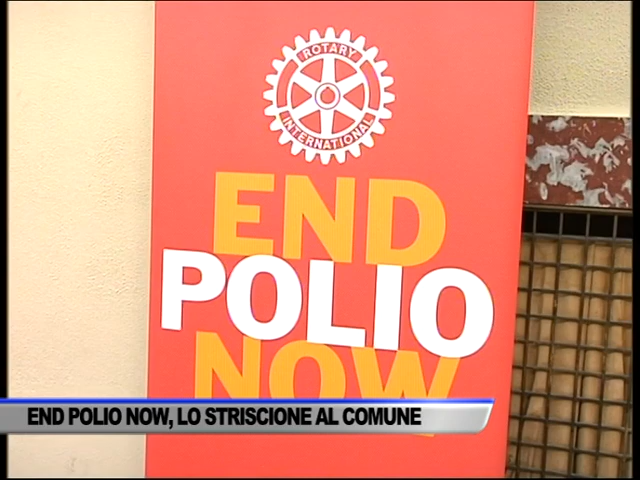 ROTARY
INTERNATIONAL
END
POLIO
NOW
END POLIO NOW, LO STRISCIONE AL COMUNE